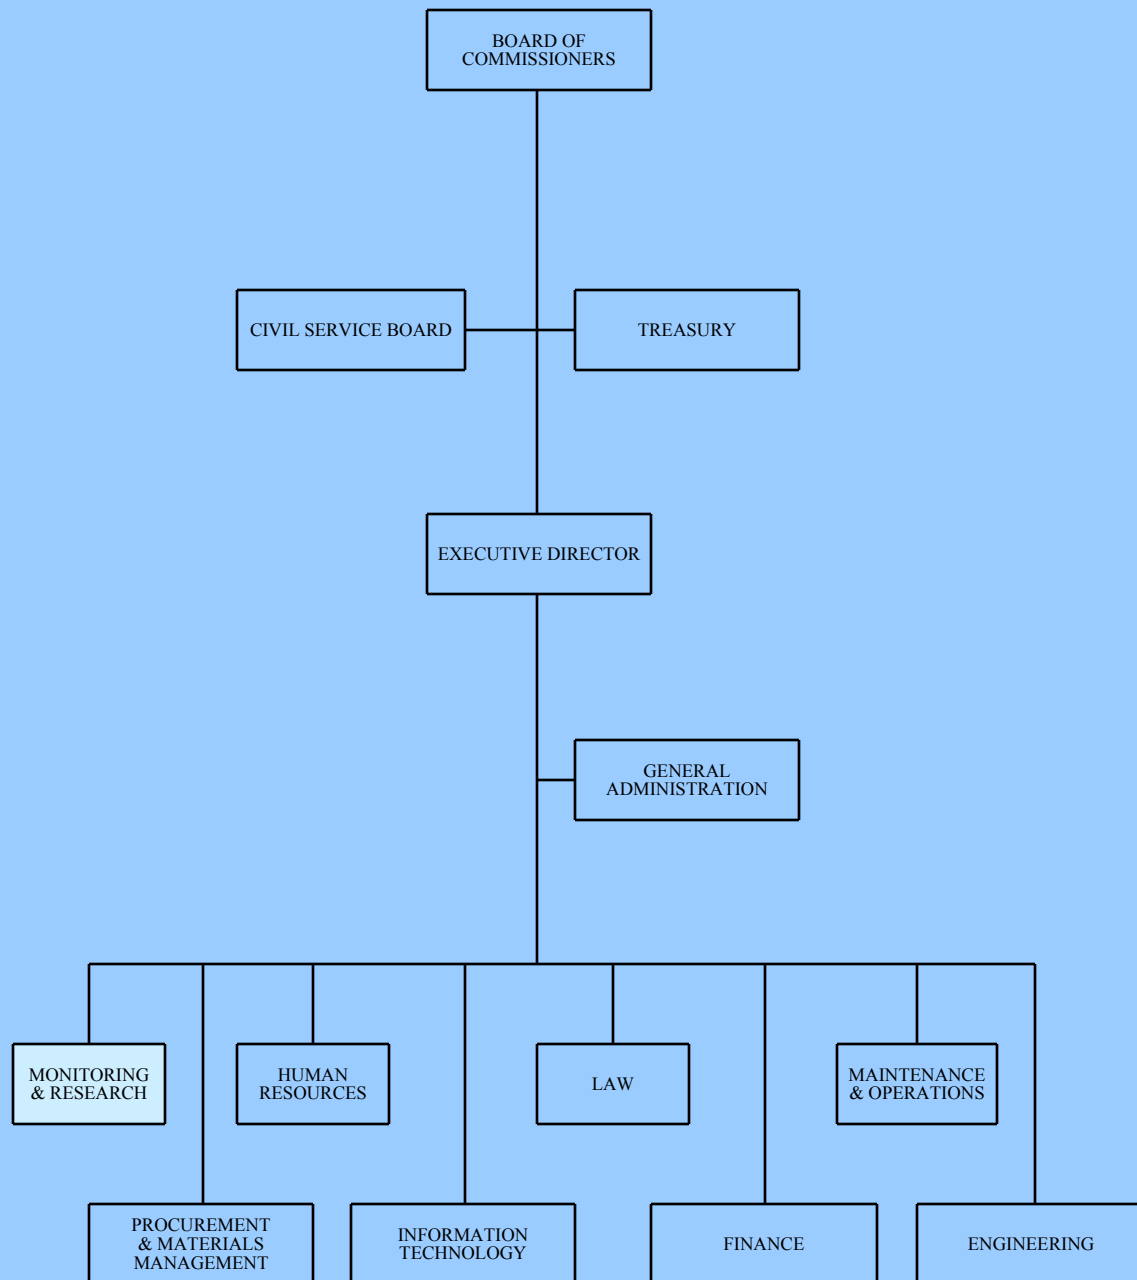 BOARD OF
COMMISSIONERS
CIVIL SERVICE BOARD
TREASURY
EXECUTIVE DIRECTOR
GENERAL
ADMINISTRATION
MONITORING
& RESEARCH
HUMAN
RESOURCES
LAW
MAINTENANCE
& OPERATIONS
PROCUREMENT
& MATERIALS
MANAGEMENT
INFORMATION
TECHNOLOGY
FINANCE
ENGINEERING